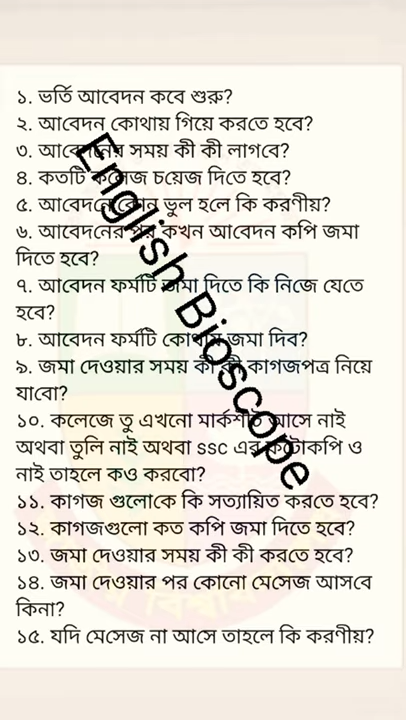 ১. ভর্তি আবেদন কবে শুরু?
২. আবেদন কোথায় গিয়ে করতে হবে?
৩. আবেদনের সময় কী কী লাগবে?
৪. কতটি কলেজ চয়েজ দিতে হবে?
৫. আবেদনে কোন ভুল হলে কি করণীয়?
৬. আবেদনের পর কখন আবেদন কপি জমা
দিতে হবে?
৭. আবেদন ফর্মটি জমা দিতে কি নিজে যেতে
হবে?
৮. আবেদন ফর্মটি কোথায় জমা দিব?
৯. জমা দেওয়ার সময় কী কী কাগজপত্র নিয়ে
যাবো?
১০. কলেজে তু এখনো মার্কশীট আসে নাই
অথবা তুলি নাই অথবা ssc এর ফটোকপি ও
নাই তাহলে কও করবো?
১১. কাগজ গুলোকে কি সত্যায়িত করতে হবে?
১২. কাগজগুলো কত কপি জমা দিতে হবে?
১৩. জমা দেওয়ার সময় কী কী করতে হবে?
১৪. জমা দেওয়ার পর কোনো মেসেজ আসবে
কিনা?
১৫. যদি মেসেজ না আসে তাহলে কি করণীয়?
English Bioscope